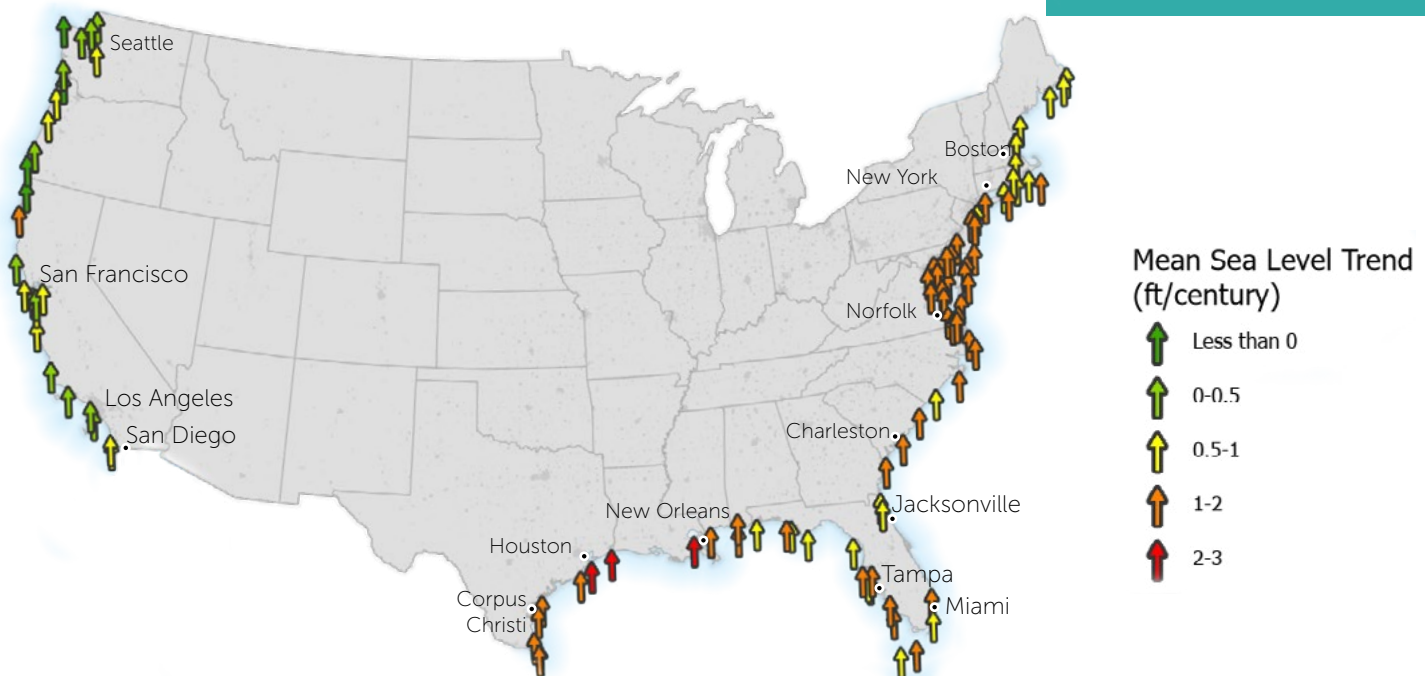 Seattle
Boston
New York
San Francisco
Norfolk
Los Angeles
San Diego
Charleston
New Orleans
Jacksonville
Houston
Tampa
Corpus
Christi
Miami
Mean Sea Level Trend
(ft/century)
Less than 0
0-0.5
0.5-1
1-2
2-3